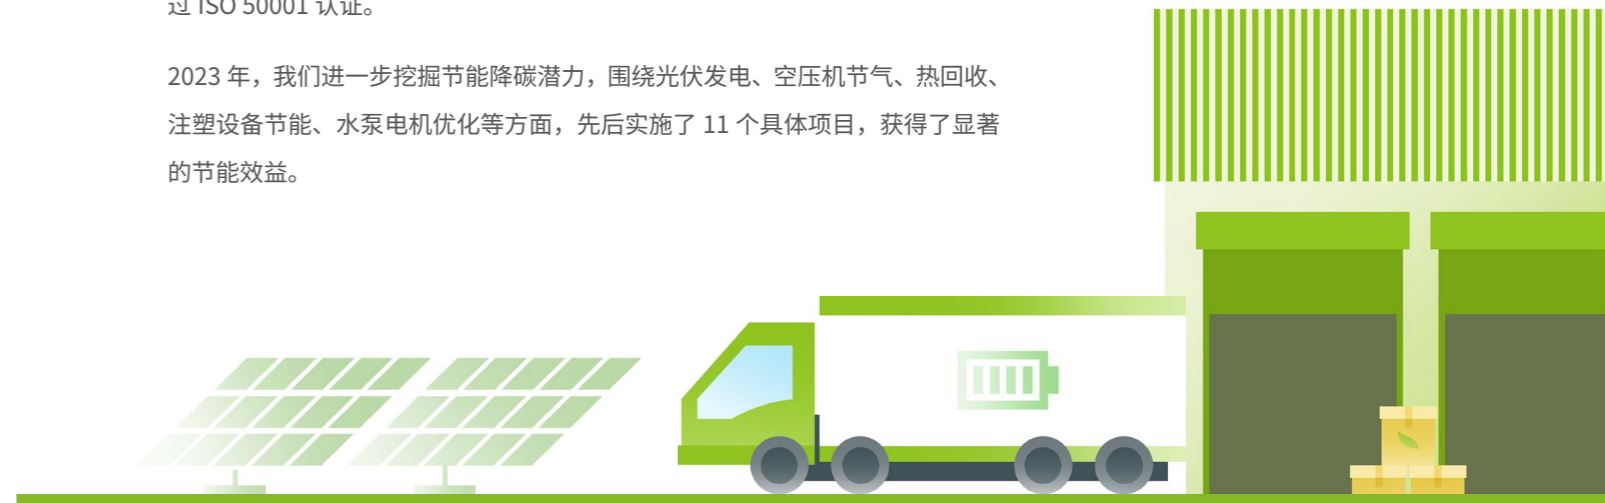 过 ISO 50001 认证。
2023 年，我们进一步挖掘节能降碳潜力，围绕光伏发电、空压机节气、热回收、
注塑设备节能、水泵电机优化等方面，先后实施了 11 个具体项目，获得了显著
的节能效益。